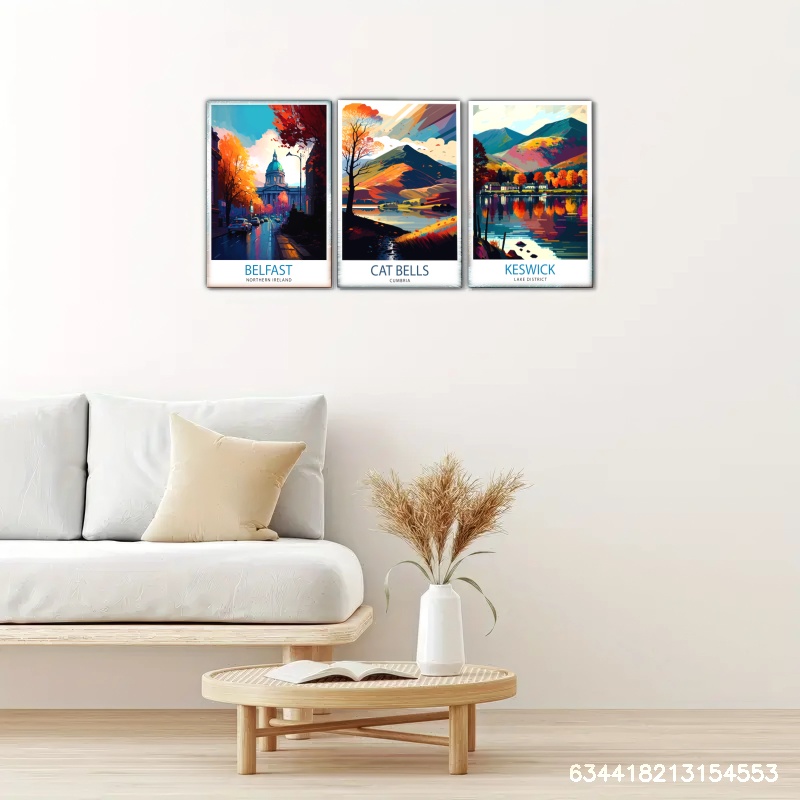 BELFAST
NORTHERN IRELAND
CAT BELLS
CUMBRIA
KESWICK
LAKE DISTRICT
634418213154553